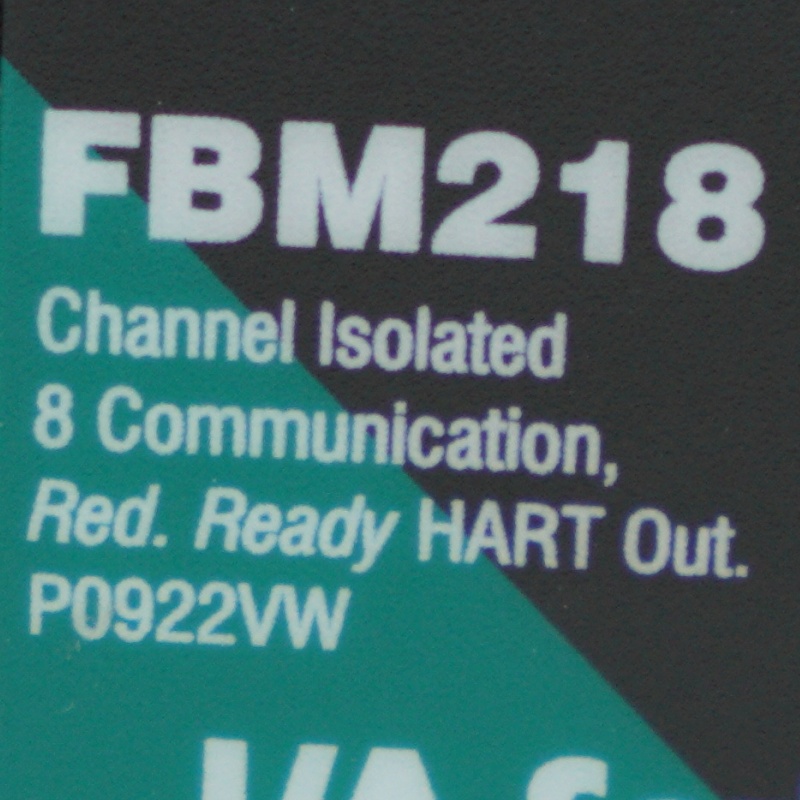 FBM218
Channel Isolated
8 Communication,
Red. Ready HART Out.
P0922VW